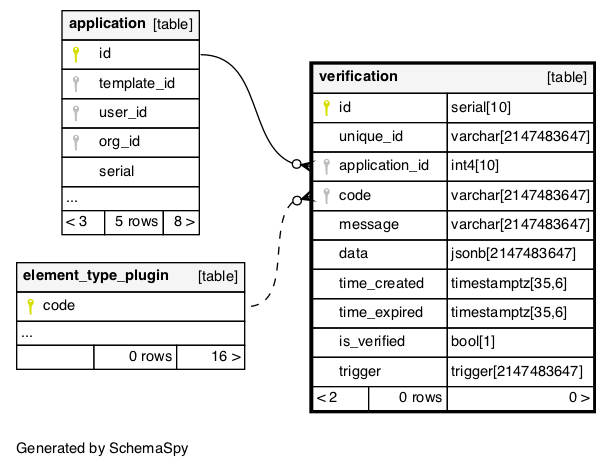 application [table]
id
template_id
user_id
org_id
serial
...
< 3 5 rows 8 >
verification [table]
id serial[10]
unique_id varchar[2147483647]
application_id int4[10]
code varchar[2147483647]
message varchar[2147483647]
data jsonb[2147483647]
time_created timestamptz[35,6]
time_expired timestamptz[35,6]
is_verified bool[1]
trigger trigger[2147483647]
< 2 0 rows 0 >
element_type_plugin [table]
code
...
0 rows 16 >
Generated by SchemaSpy